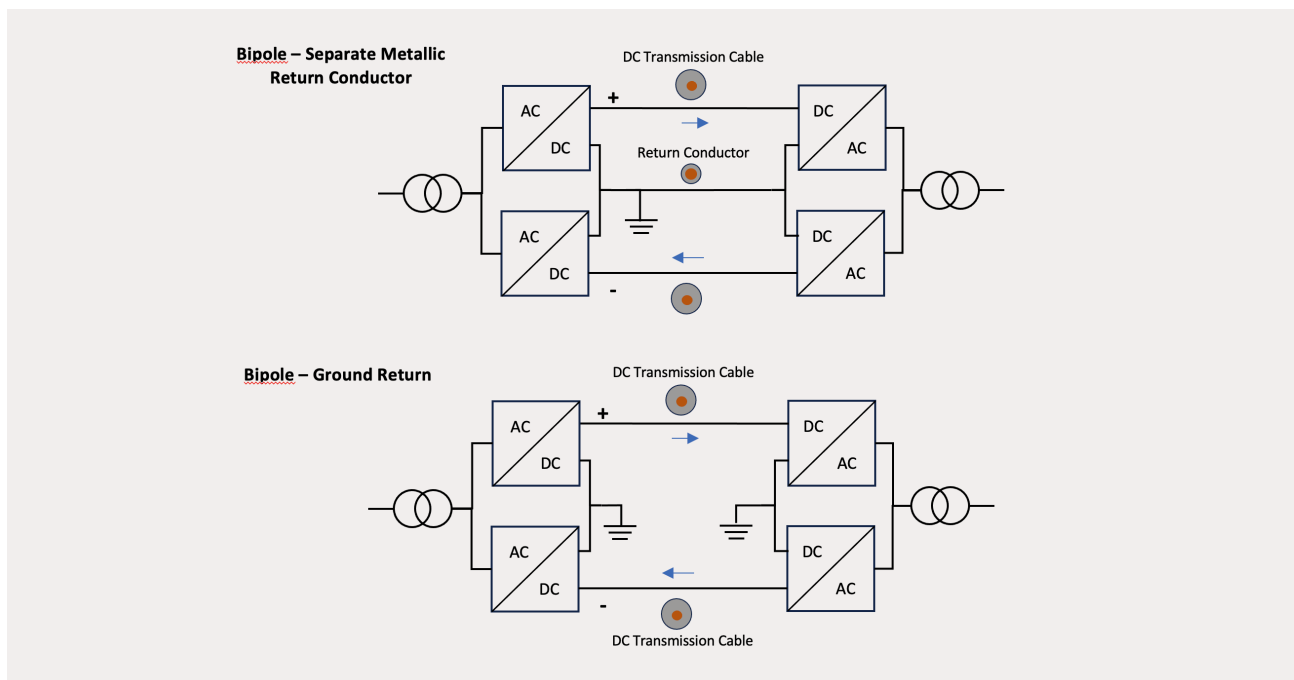 Bipole – Separate Metallic
Return Conductor
DC Transmission Cable
+
AC
DC
DC
AC
Return Conductor
AC
DC
DC
AC
-
Bipole – Ground Return
DC Transmission Cable
+
AC
DC
DC
AC
AC
DC
DC
AC
-
DC Transmission Cable